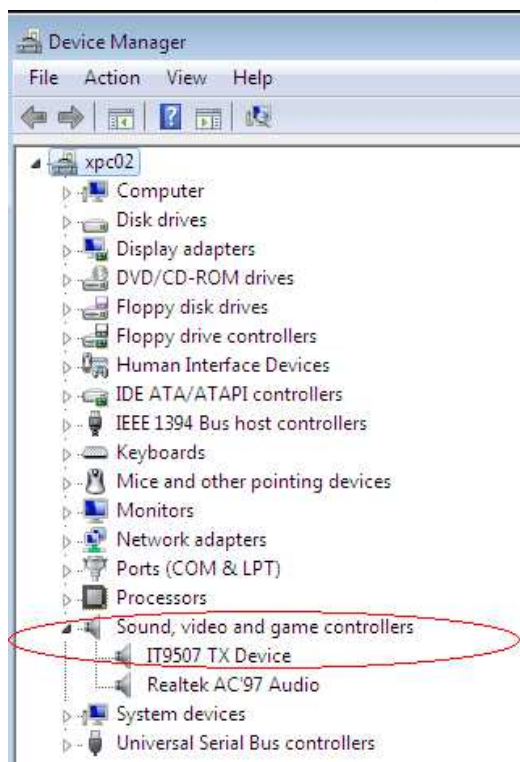 Device Manager
File Action View Help
xpc02
Computer
Disk drives
Display adapters
DVD/CD-ROM drives
Floppy disk drives
Floppy drive controllers
Human Interface Devices
IDE ATA/ATAPI controllers
IEEE 1394 Bus host controllers
Keyboards
Mice and other pointing devices
Monitors
Network adapters
Ports (COM & LPT)
Processors
Sound, video and game controllers
IT9507 TX Device
Realtek AC'97 Audio
System devices
Universal Serial Bus controllers